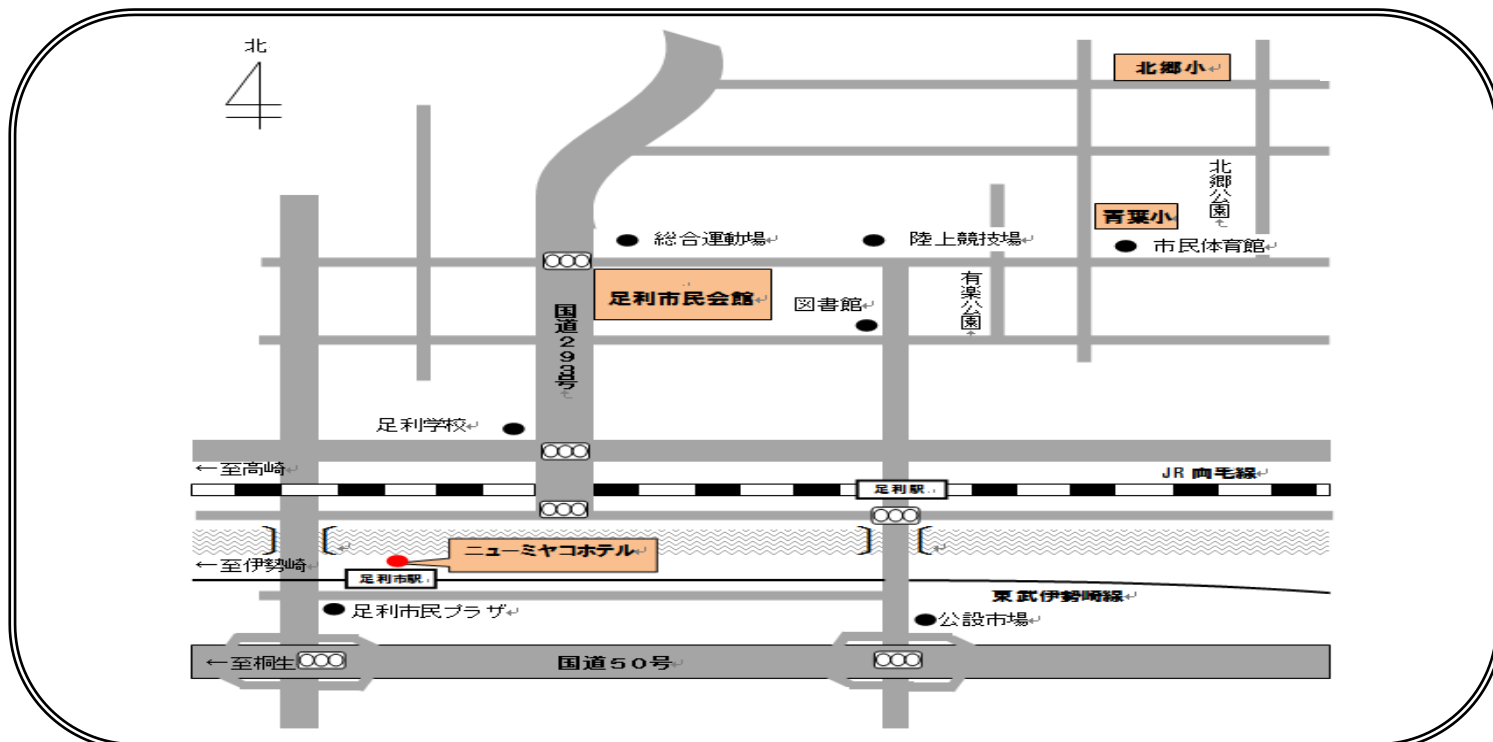 北
北郷小
北郷公園
青葉小
総合運動場
陸上競技場
市民体育館
足利市民会館
図書館
有楽公園
国道293号
足利学校
←至高崎
JR 両毛線
足利駅
ニューミヤコホテル
←至伊勢崎
足利市駅
東武伊勢崎線
足利市民プラザ
公設市場
←至桐生
国道50号